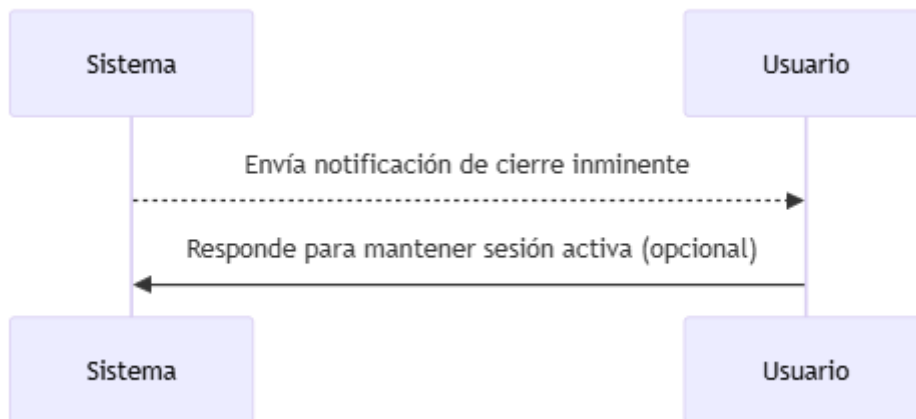 Sistema
Usuario
Envía notificación de cierre inminente
Responde para mantener sesión activa (opcional)
Sistema
Usuario